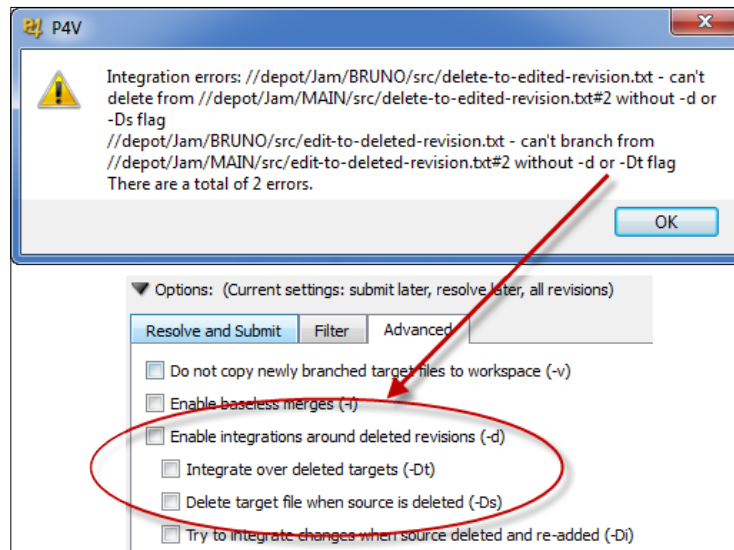 P4V
Integration errors: //depot/Jam/BRUNO/src/delete-to-edited-revision.txt - can't
delete from //depot/Jam/MAIN/src/delete-to-edited-revision.txt#2 without -d or
-Ds flag
//depot/Jam/BRUNO/src/edit-to-deleted-revision.txt - can't branch from
//depot/Jam/MAIN/src/edit-to-deleted-revision.txt#2 without -d or -Dt flag
There are a total of 2 errors.
OK
Options: (Current settings: submit later, resolve later, all revisions)
Resolve and Submit Filter Advanced
Do not copy newly branched target files to workspace (-v)
Enable baseless merges (-i)
Enable integrations around deleted revisions (-d)
Integrate over deleted targets (-Dt)
Delete target file when source is deleted (-Ds)
Try to integrate changes when source deleted and re-added (-Di)